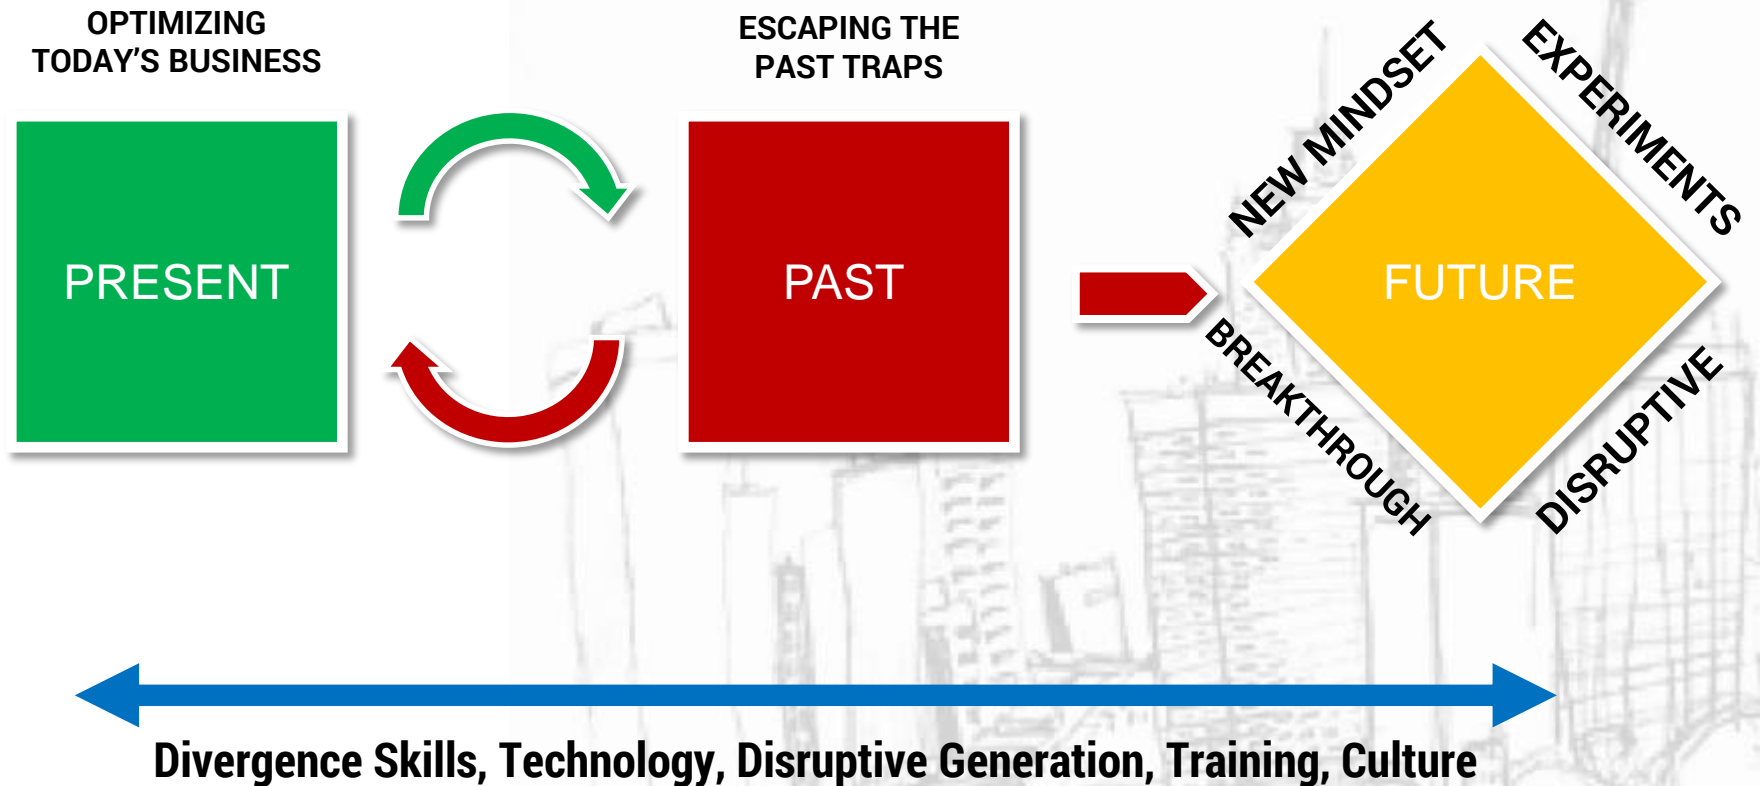 OPTIMIZING
TODAY'S BUSINESS
ESCAPING THE
PAST TRAPS
PRESENT
PAST
NEW MINDSET
EXPERIMENTS
FUTURE
BREAKTHROUGH
DISRUPTIVE
Divergence Skills, Technology, Disruptive Generation, Training, Culture